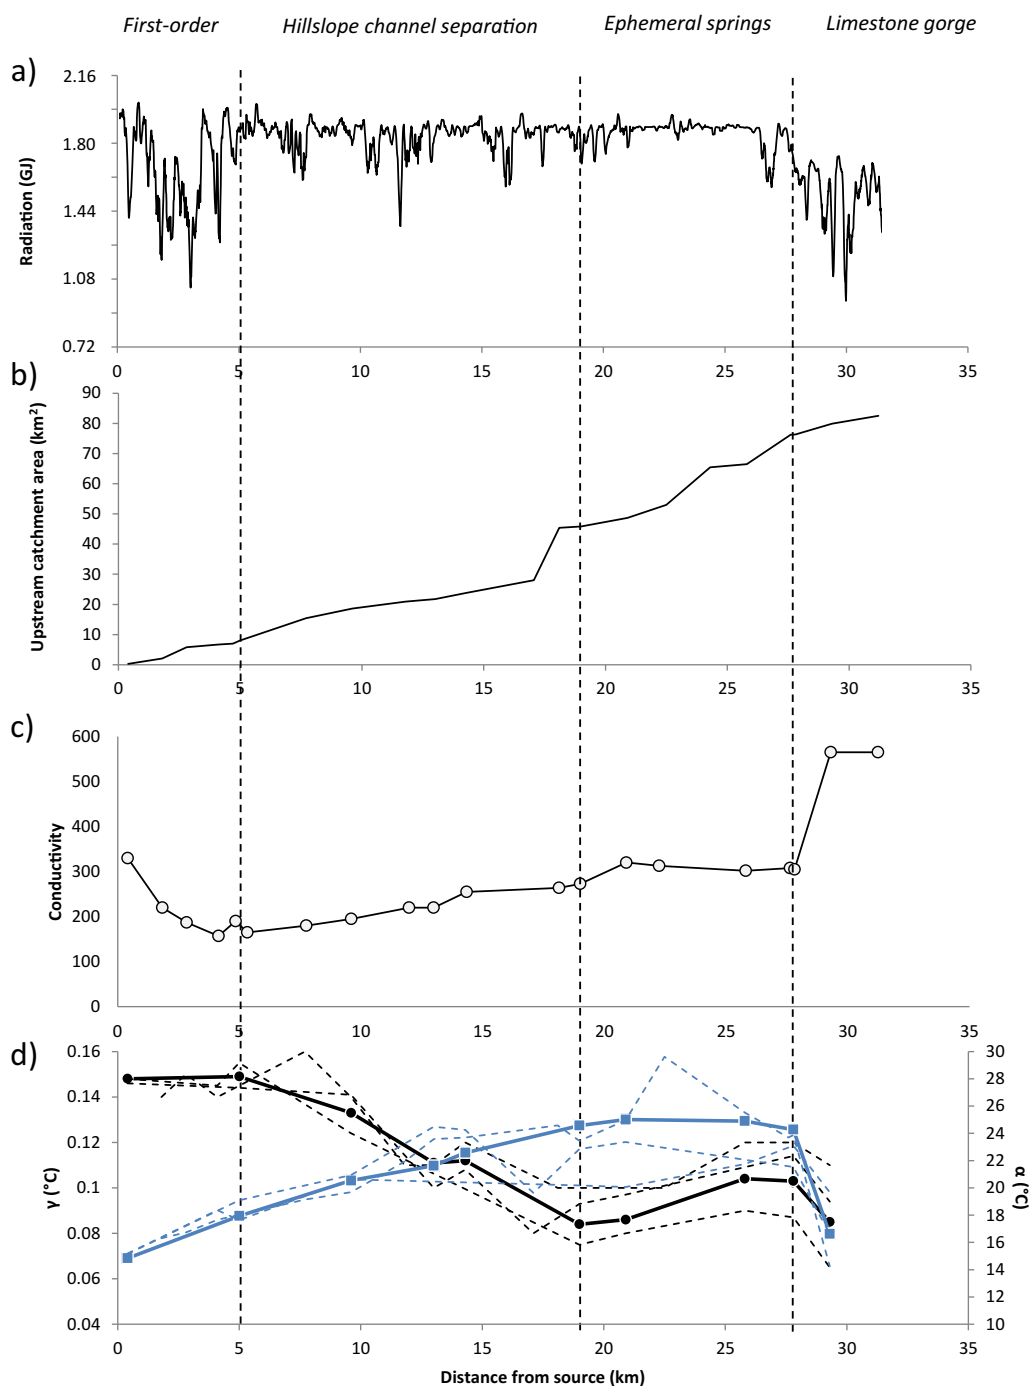 First-order Hillslope channel separation Ephemeral springs Limestone gorge
a)
2.16
1.80
1.44
1.08
0.72
Radiation (GJ)
0 5 10 15 20 25 30 35
b)
90
80
70
60
50
40
30
20
10
0
Upstream catchment area (km²)
0 5 10 15 20 25 30 35
c)
600
500
400
300
200
100
0
Conductivity
0 5 10 15 20 25 30 35
d)
0.16
0.14
0.12
0.1
0.08
0.06
0.04
γ (°C)
30
28
26
24
22
20
18
16
14
12
10
α (°C)
0 5 10 15 20 25 30 35
Distance from source (km)